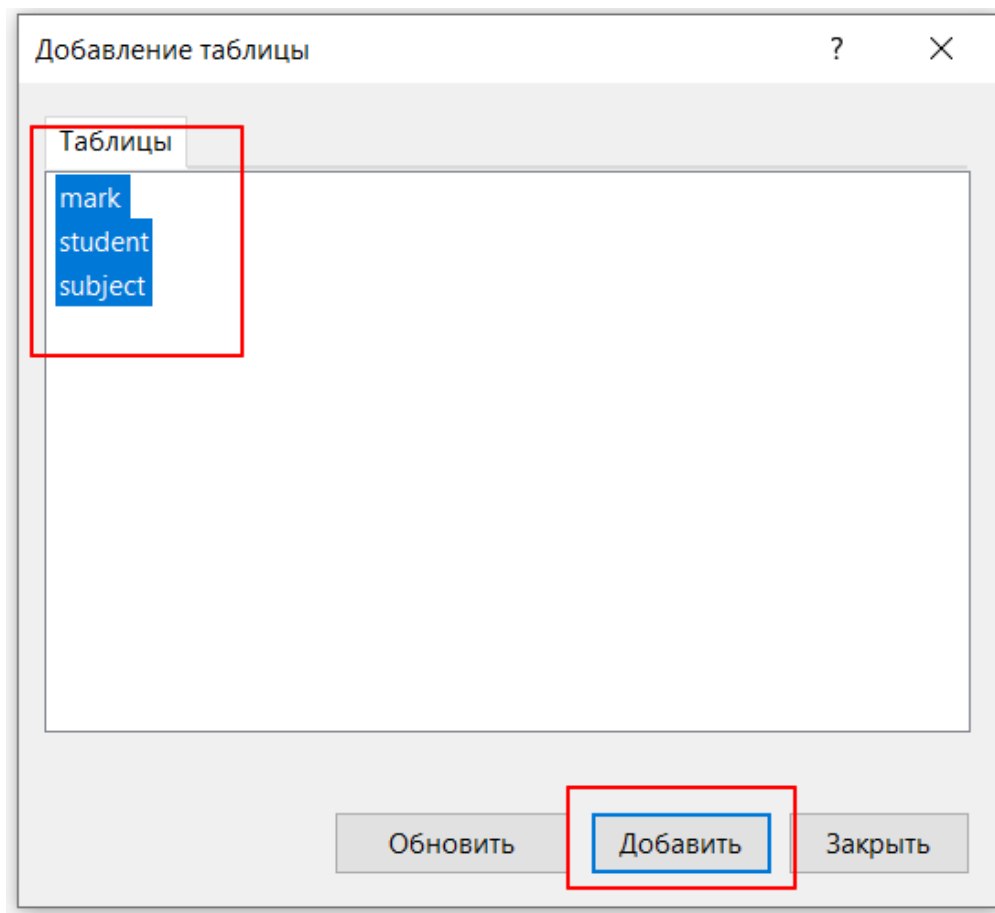 Добавление таблицы ?
Таблицы
mark
student
subject
Обновить Добавить Закрыть